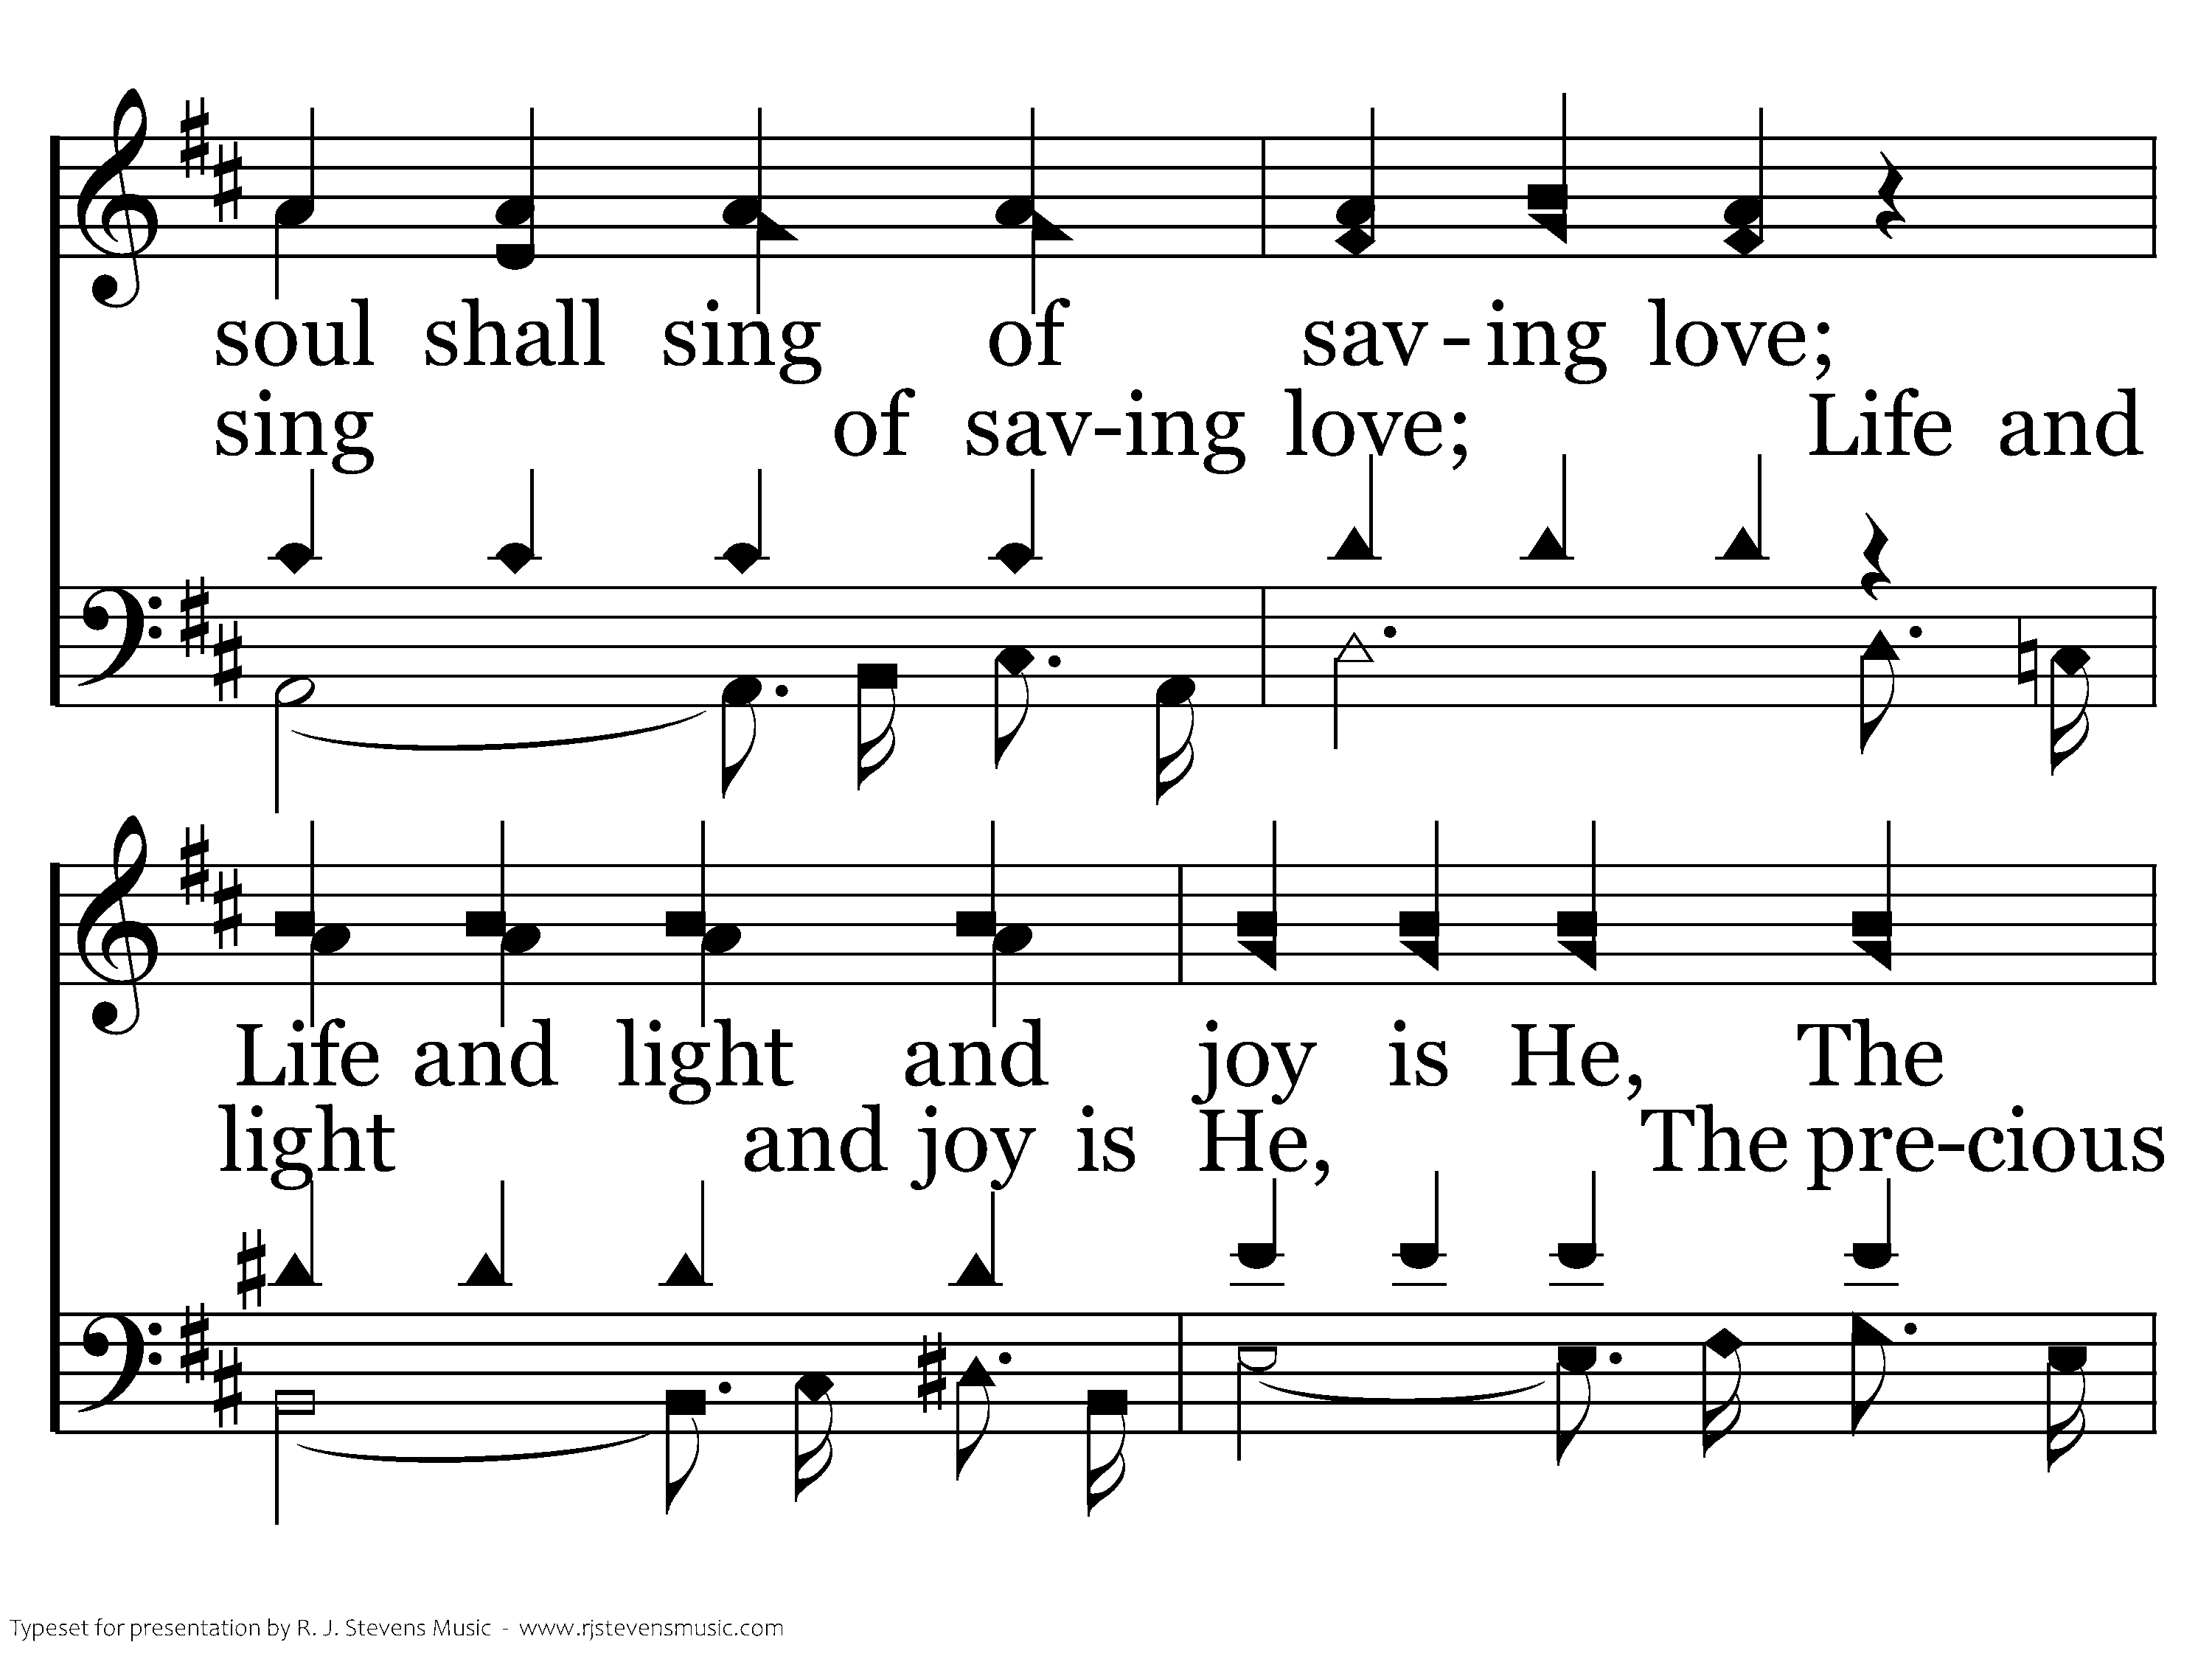 soul shall sing of sav - ing love;
sing of sav-ing love; Life and
Life and light and joy is He, The
light and joy is He, The pre-cious
Typeset for presentation by R. J. Stevens Music - www.rjstevensmusic.com